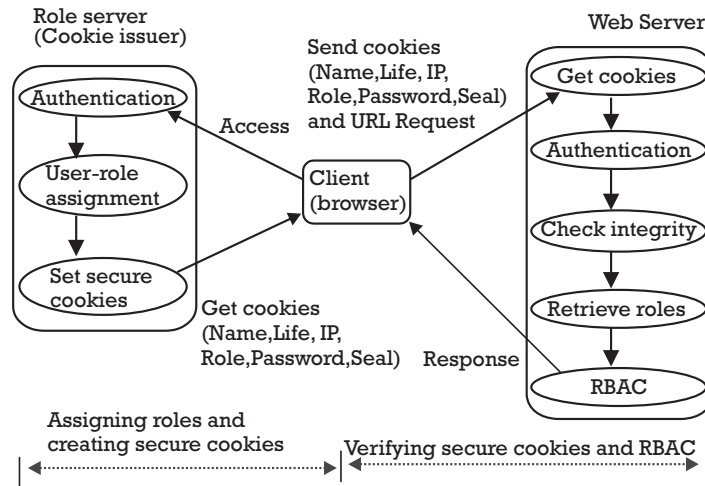 Role server
(Cookie issuer)
Authentication
User-role
assignment
Set secure
cookies
Access
Get cookies
(Name,Life, IP,
Role,Password,Seal)
Client
(browser)
Send cookies
(Name,Life, IP,
Role,Password,Seal)
and URL Request
Response
Web Server
Get cookies
Authentication
Check integrity
Retrieve roles
RBAC
Assigning roles and
creating secure cookies
Verifying secure cookies and RBAC